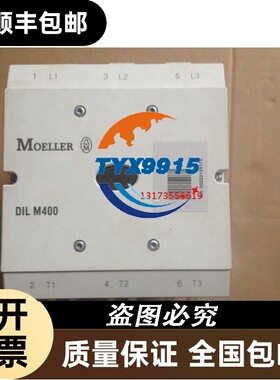 顺丰包邮
1 L1 3 L2 5 L3
MOELLER
TYX9915
13173556619
DIL M400
2 T1 4 T2 6 T3
开票
盗图必究
质量保证 全国包邮